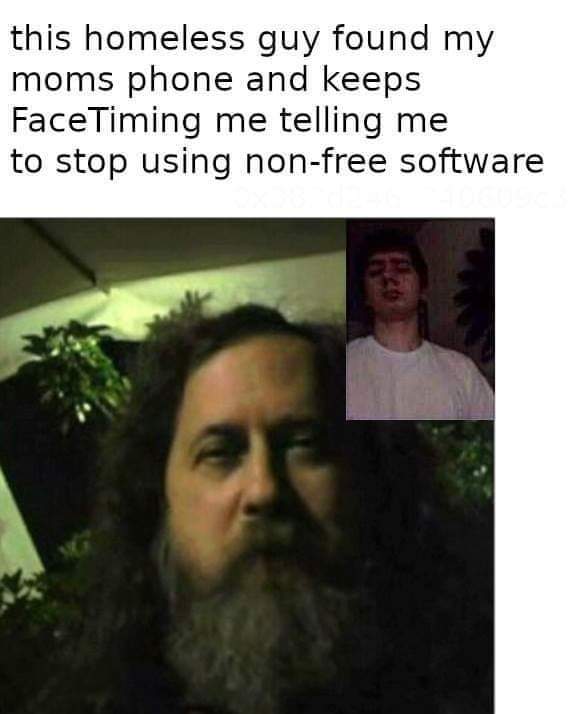 this homeless guy found my
moms phone and keeps
FaceTiming me telling me
to stop using non-free software